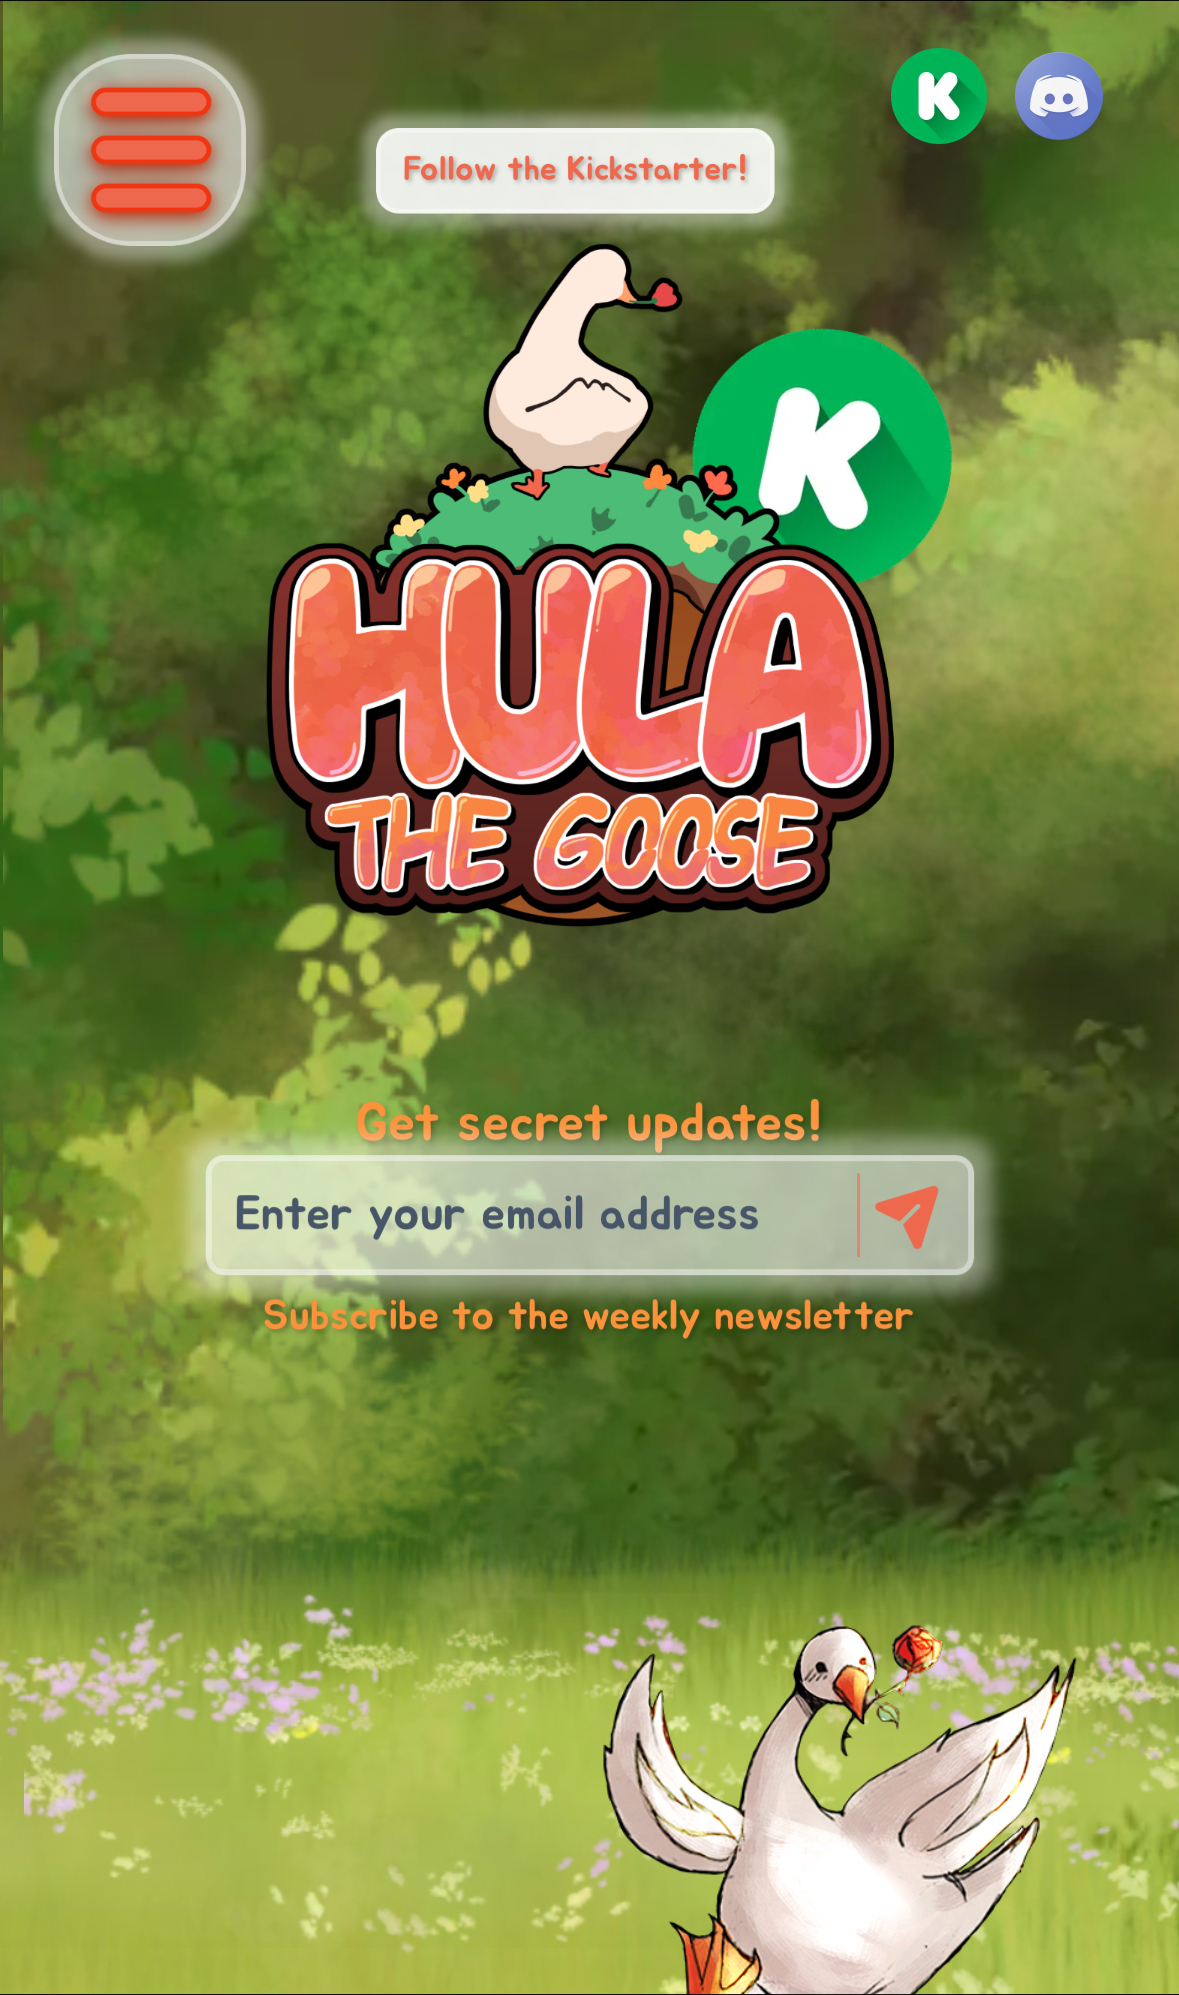 K
Follow the Kickstarter!
K
HULA
THE GOOSE
Get secret updates!
Enter your email address
Subscribe to the weekly newsletter